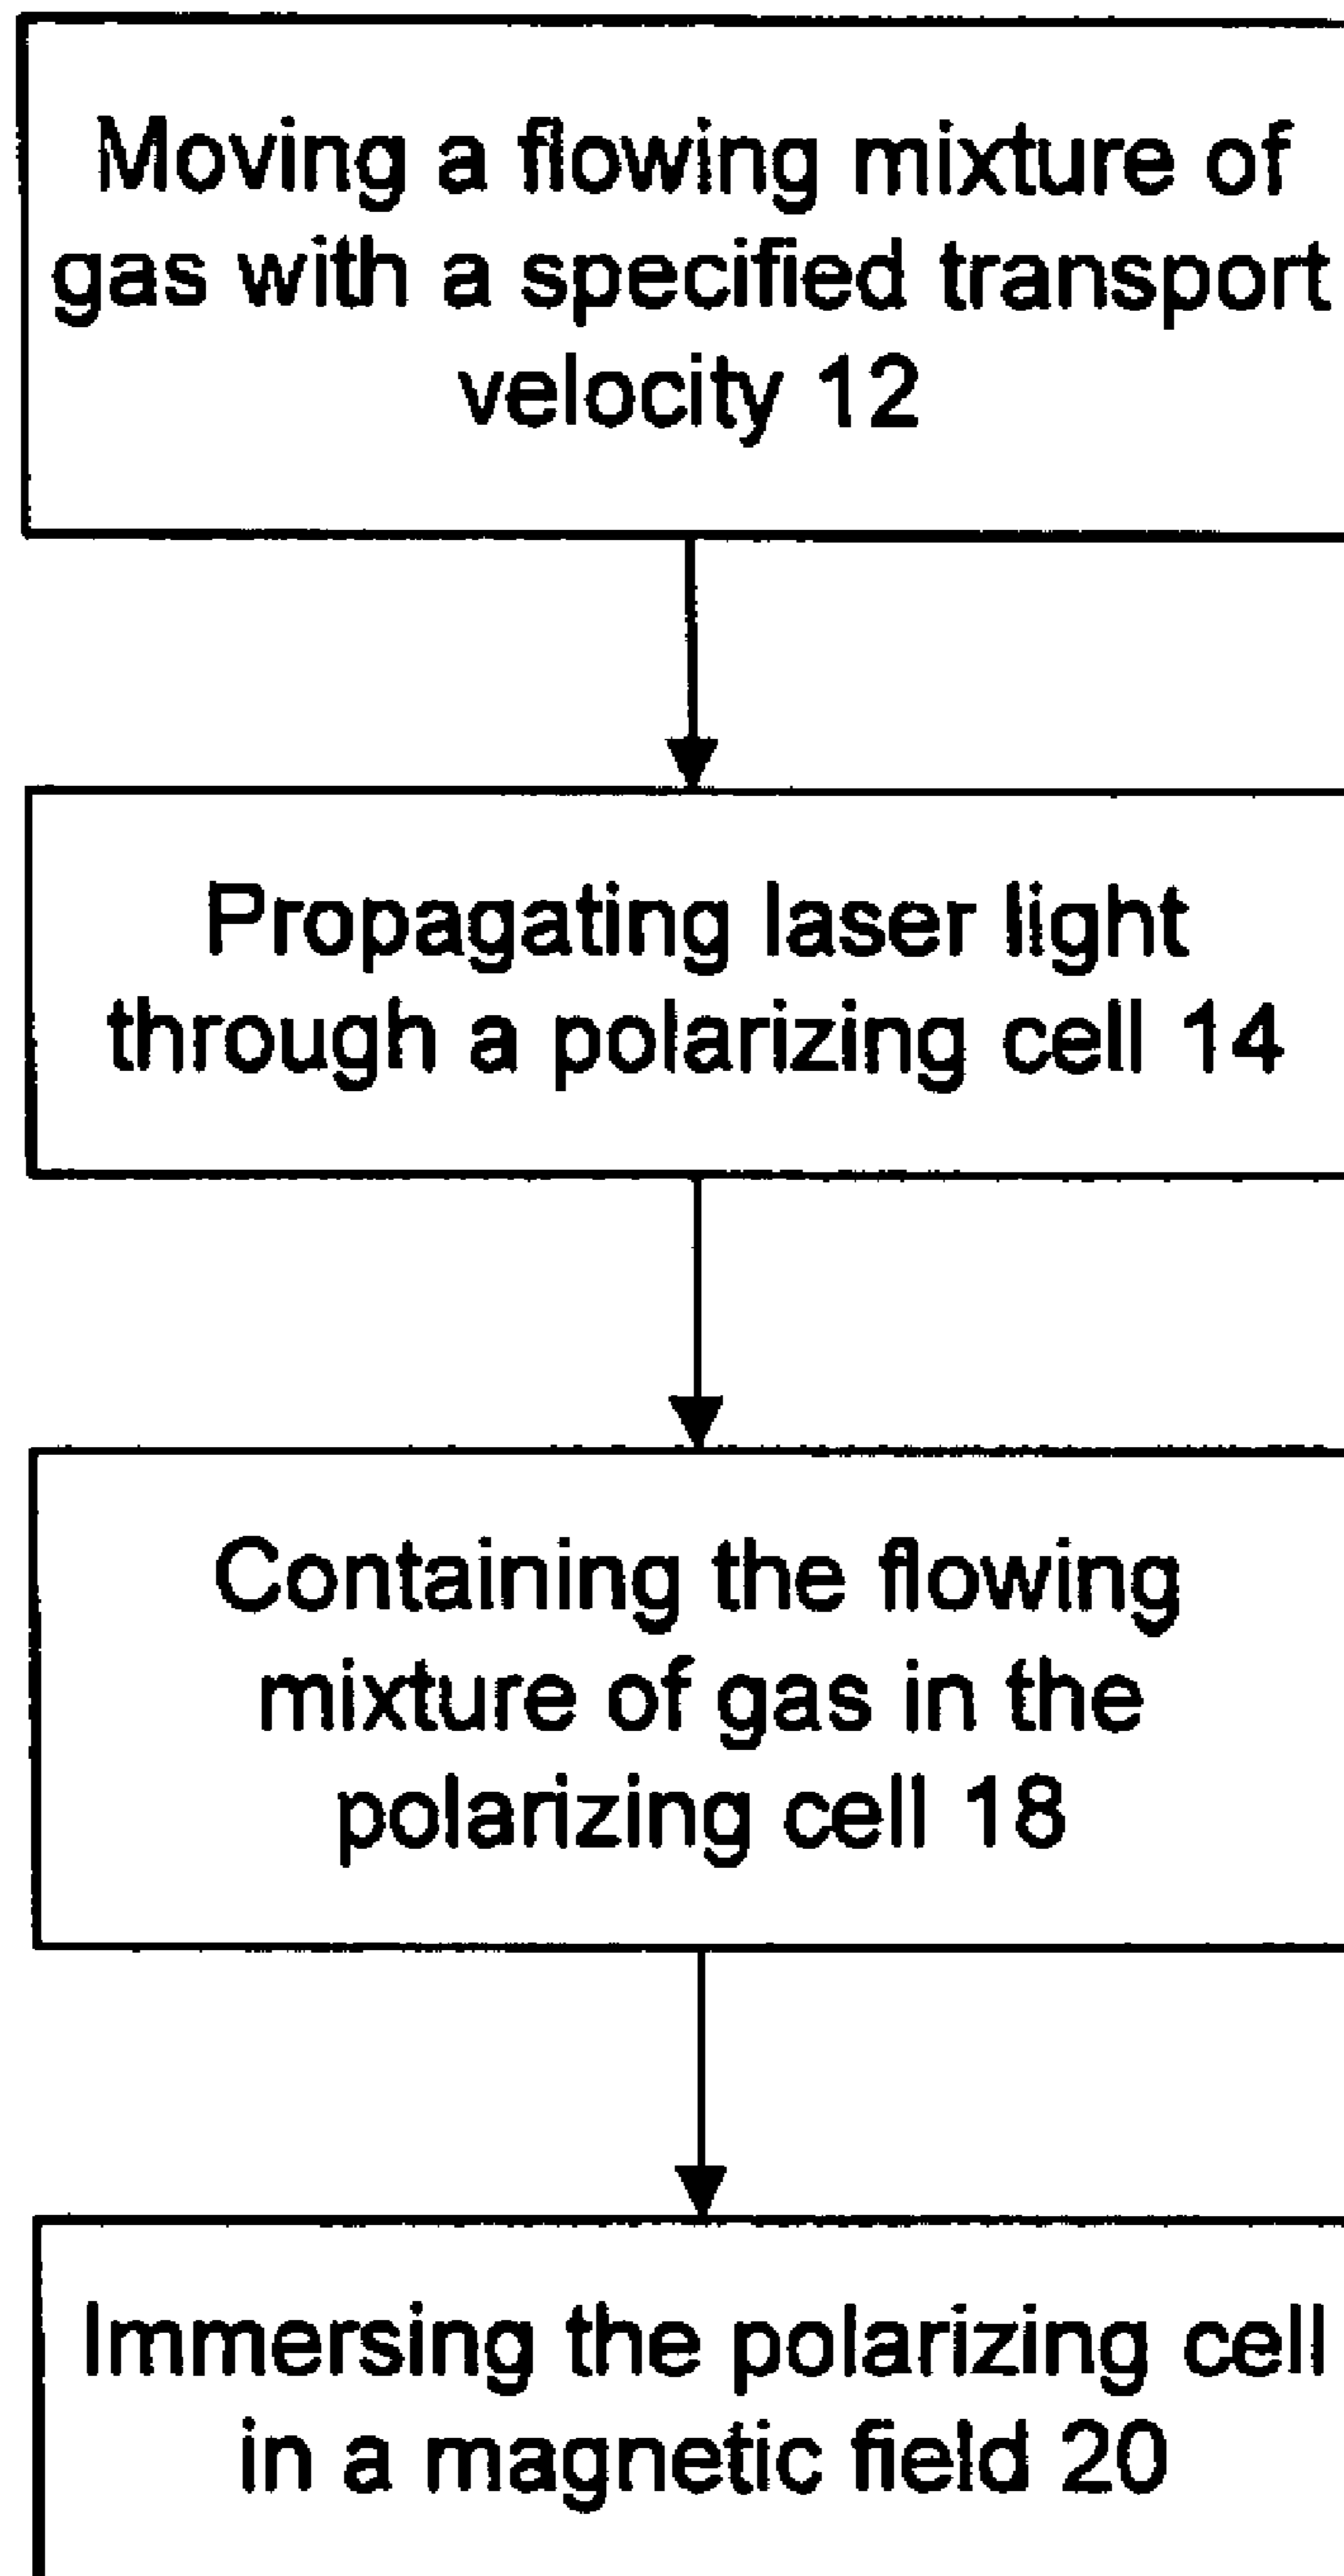 Moving a flowing mixture of
gas with a specified transport
velocity 12
Propagating laser light
through a polarizing cell 14
Containing the flowing
mixture of gas in the
polarizing cell 18
Immersing the polarizing cell
in a magnetic field 20